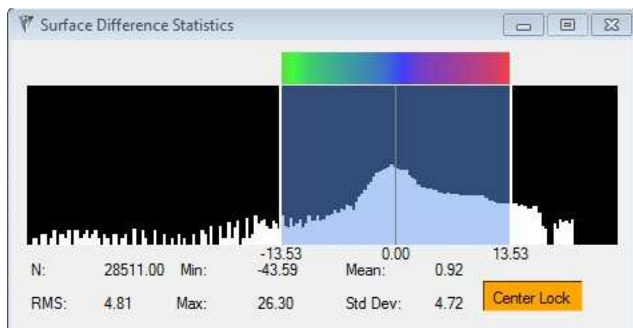 Surface Difference Statistics
-13.53 0.00 13.53
N: 28511.00 Min: -43.59 Mean: 0.92
RMS: 4.81 Max: 26.30 Std Dev: 4.72 Center Lock